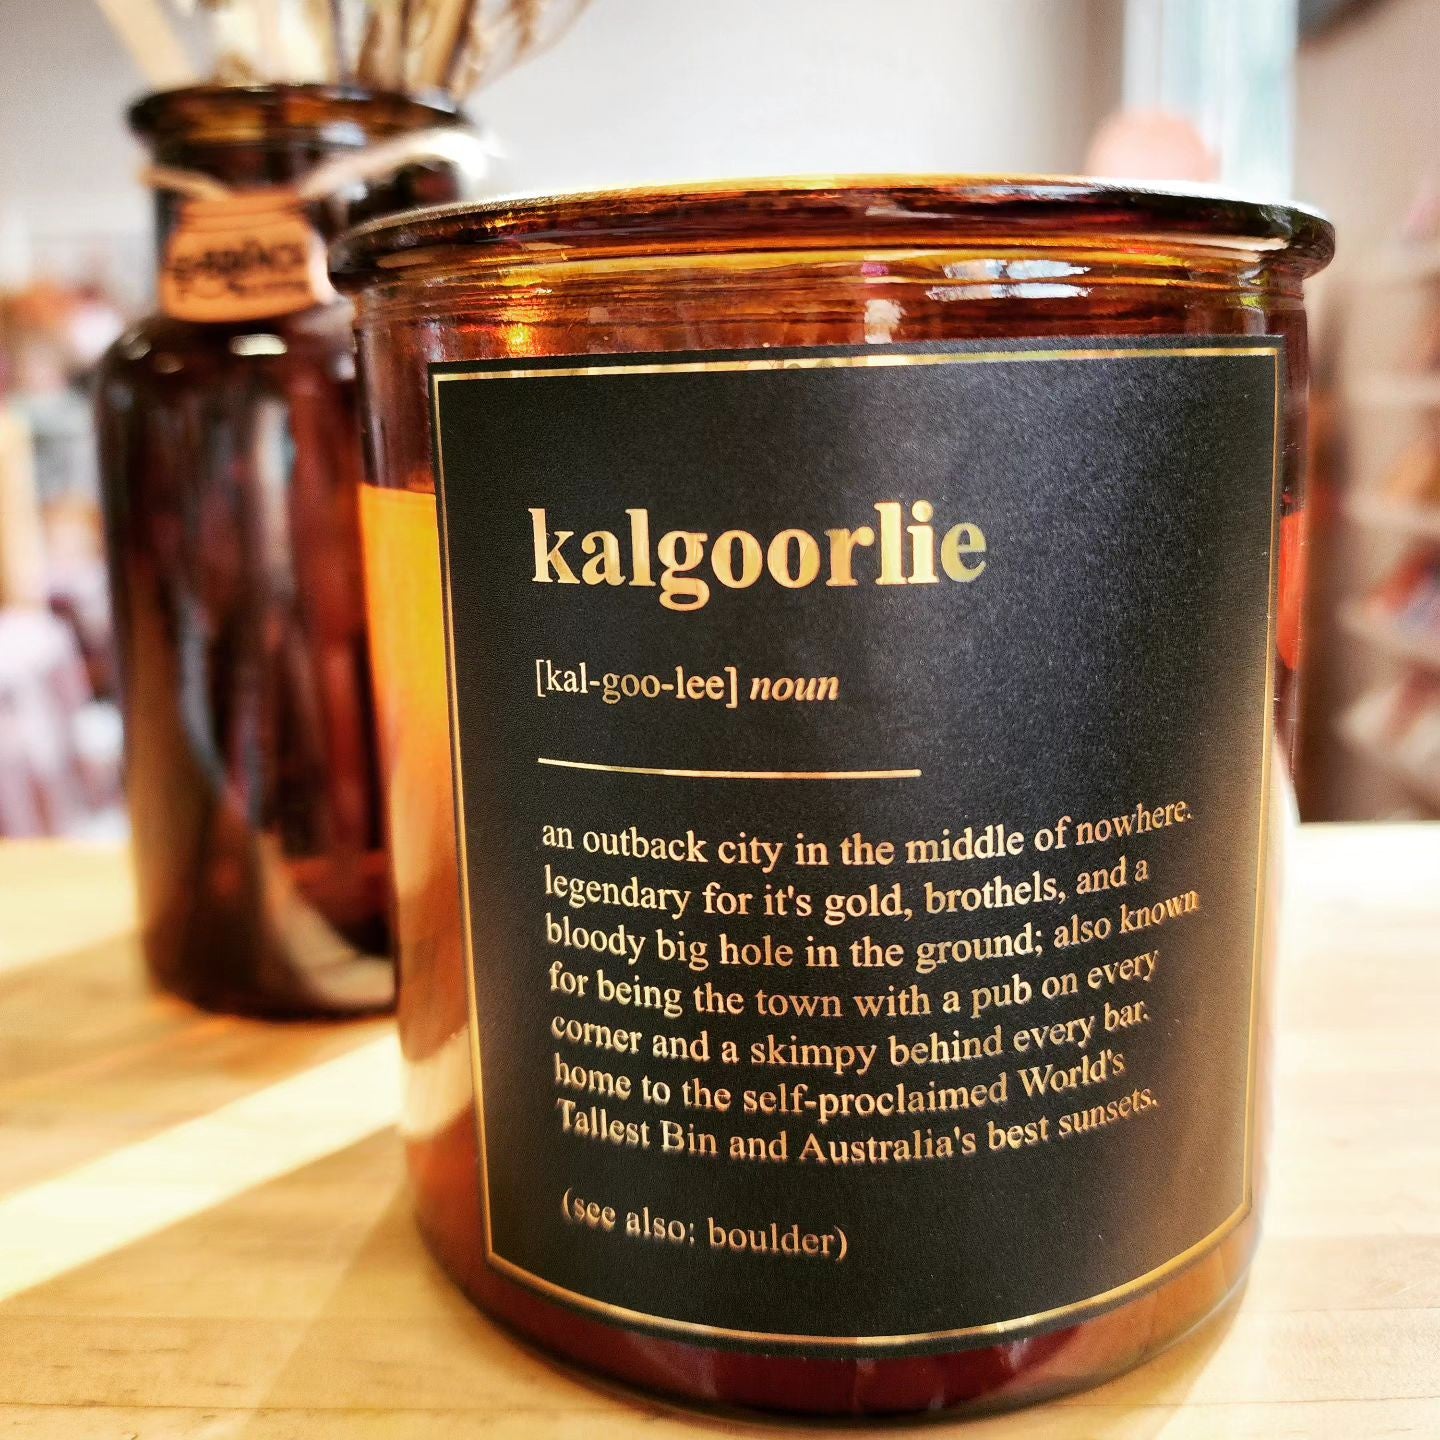 kalgoorlie
[kal-goo-lee] noun
an outback city in the middle of nowhere.
legendary for it's gold, brothels, and a
bloody big hole in the ground; also known
for being the town with a pub on every
corner and a skimpy behind every bar.
home to the self-proclaimed World's
Tallest Bin and Australia's best sunsets.
(see also: boulder)